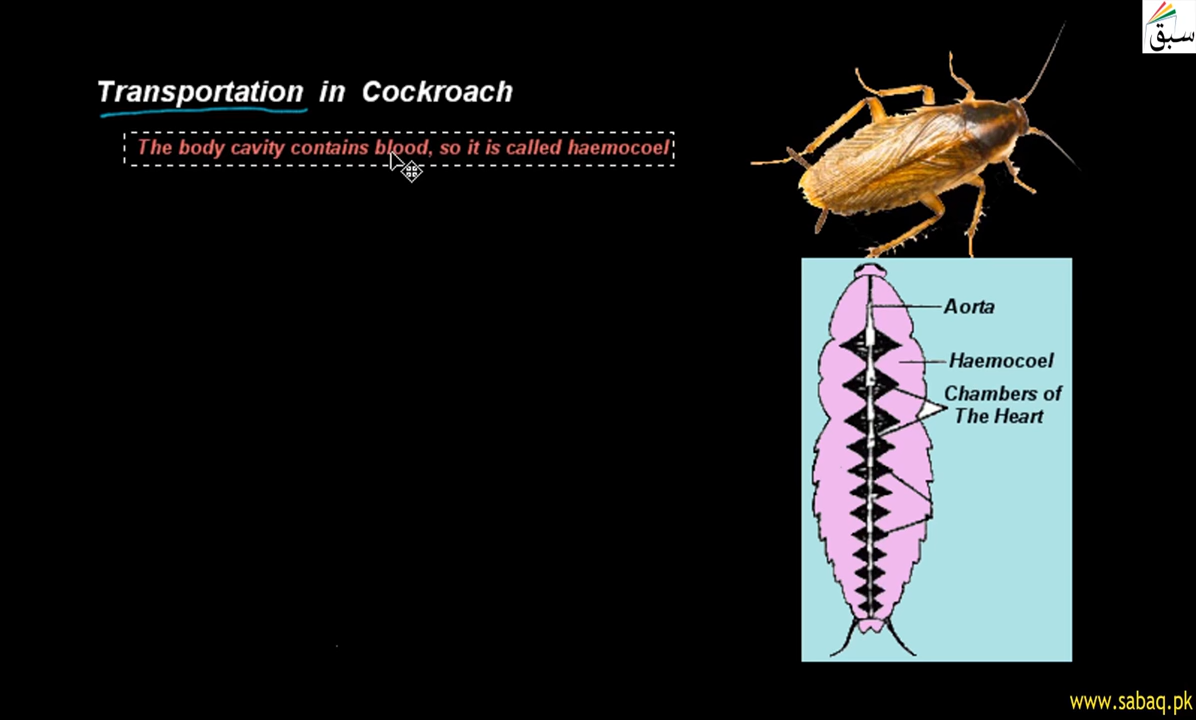 سبق
Transportation in Cockroach
The body cavity contains blood, so it is called haemocoel
Aorta
Haemocoel
Chambers of
The Heart
www.sabaq.pk